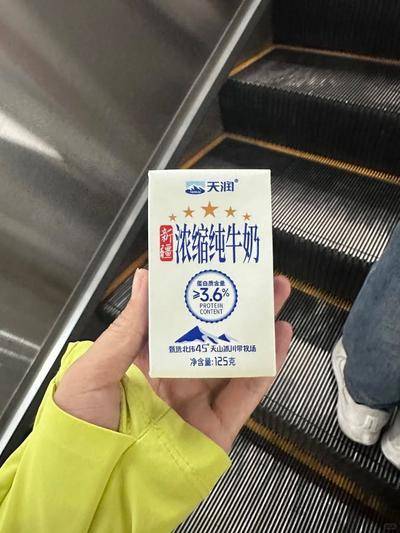 天润®
新疆
浓缩纯牛奶
蛋白质含量
≥3.6%
PROTEIN
CONTENT
甄选北纬45°天山冰川带牧场
净含量:125克